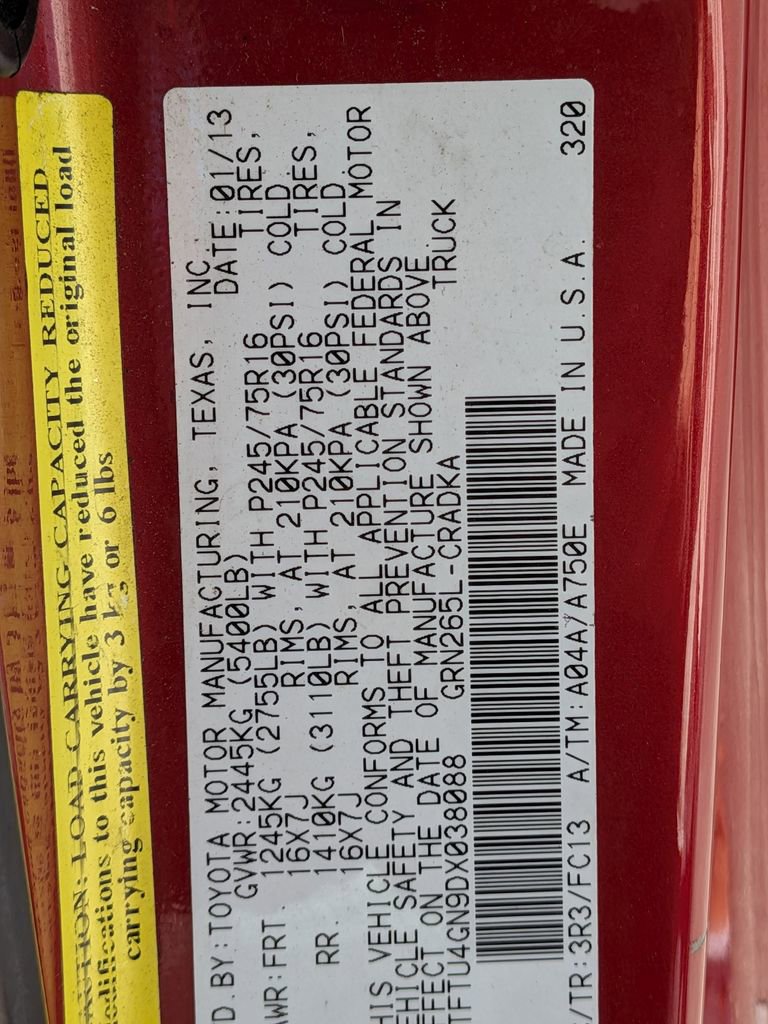 AUTION: LOAD CARRYING CAPACITY REDUCED
odifications to this vehicle have reduced the original load
carrying capacity by 3 kg or 6 lbs
D.BY:TOYOTA MOTOR MANUFACTURING, TEXAS, INC.
GVWR:2445KG (5400LB) DATE:01/13
AWR:FRT. 1245KG (2755LB) WITH P245/75R16 TIRES,
16X7J RIMS, AT 210KPA (30PSI) COLD
RR. 1410KG (3110LB) WITH P245/75R16 TIRES,
16X7J RIMS, AT 210KPA (30PSI) COLD
HIS VEHICLE CONFORMS TO ALL APPLICABLE FEDERAL MOTOR
EHICLE SAFETY AND THEFT PREVENTION STANDARDS IN
FFECT ON THE DATE OF MANUFACTURE SHOWN ABOVE.
TFTU4GN9DX038088 GRN265L-CRADKA TRUCK
/TR:3R3/FC13 A/TM:A04A/A750E MADE IN U.S.A. 320